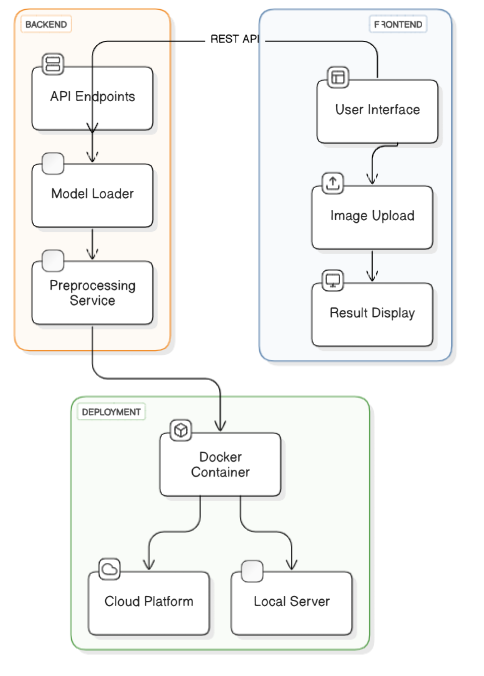 BACKEND
REST API
FRONTEND
API Endpoints
User Interface
Model Loader
Image Upload
Preprocessing
Service
Result Display
DEPLOYMENT
Docker
Container
Cloud Platform
Local Server